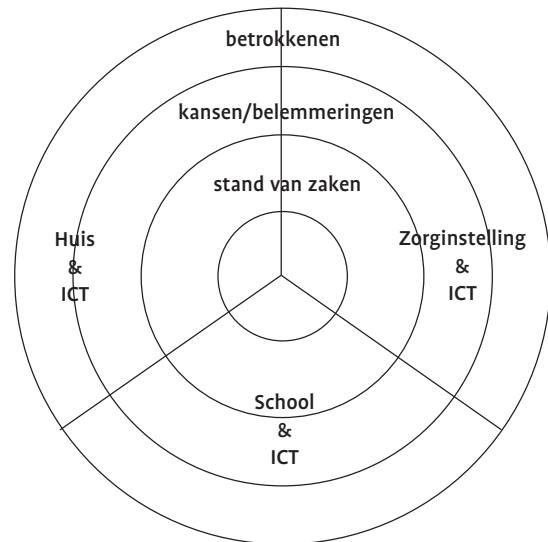 betrokkenen
kansen/belemmeringen
stand van zaken
Huis
&
ICT
Zorginstelling
&
ICT
School
&
ICT